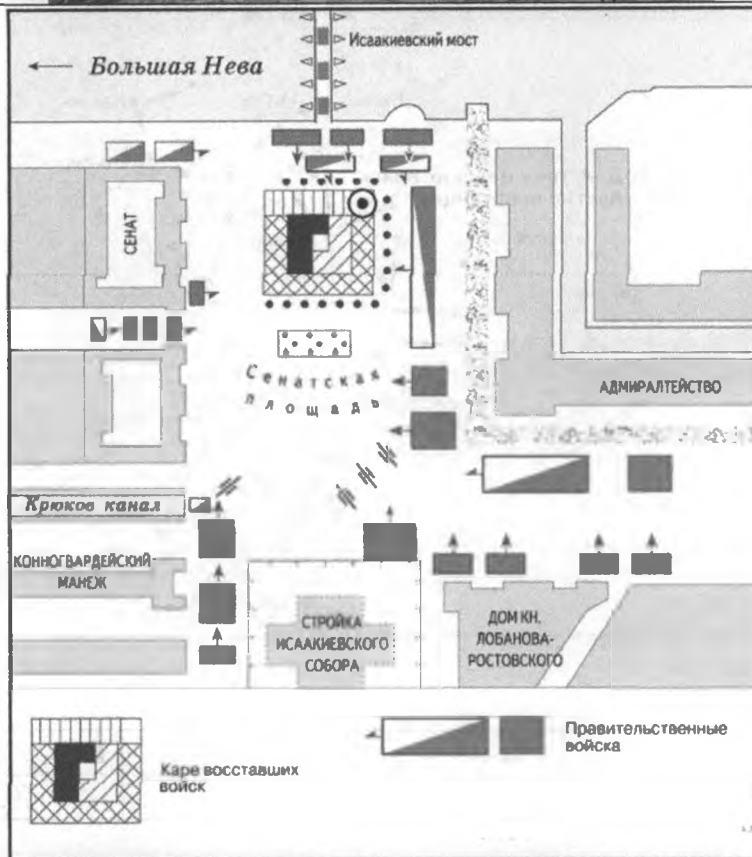 Исаакиевский мост
Большая Нева
СЕНАТ
Сенатская
площадь
АДМИРАЛТЕЙСТВО
Крюков канал
КОННОГВАРДЕЙСКИЙ-
МАНЕЖ
СТРОЙКА
ИСААКИЕВСКОГО
СОБОРА
ДОМ КН.
ЛОБАНОВА-
РОСТОВСКОГО
Каре восставших
войск
Правительственные
войска